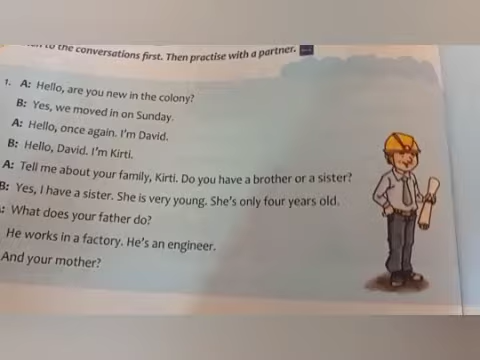 to the conversations first. Then practise with a partner.
1. A: Hello, are you new in the colony?
B: Yes, we moved in on Sunday.
A: Hello, once again. I'm David.
B: Hello, David. I'm Kirti.
A: Tell me about your family, Kirti. Do you have a brother or a sister?
B: Yes, I have a sister. She is very young. She's only four years old.
: What does your father do?
He works in a factory. He's an engineer.
And your mother?